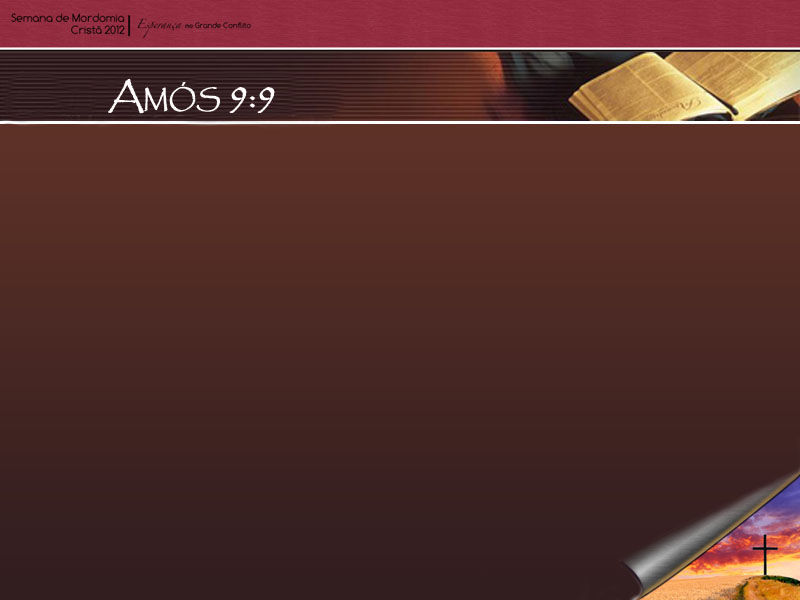 Semana de Mordomia
Cristã 2012 | Esperança no Grande Conflito
AMÓS 9:9